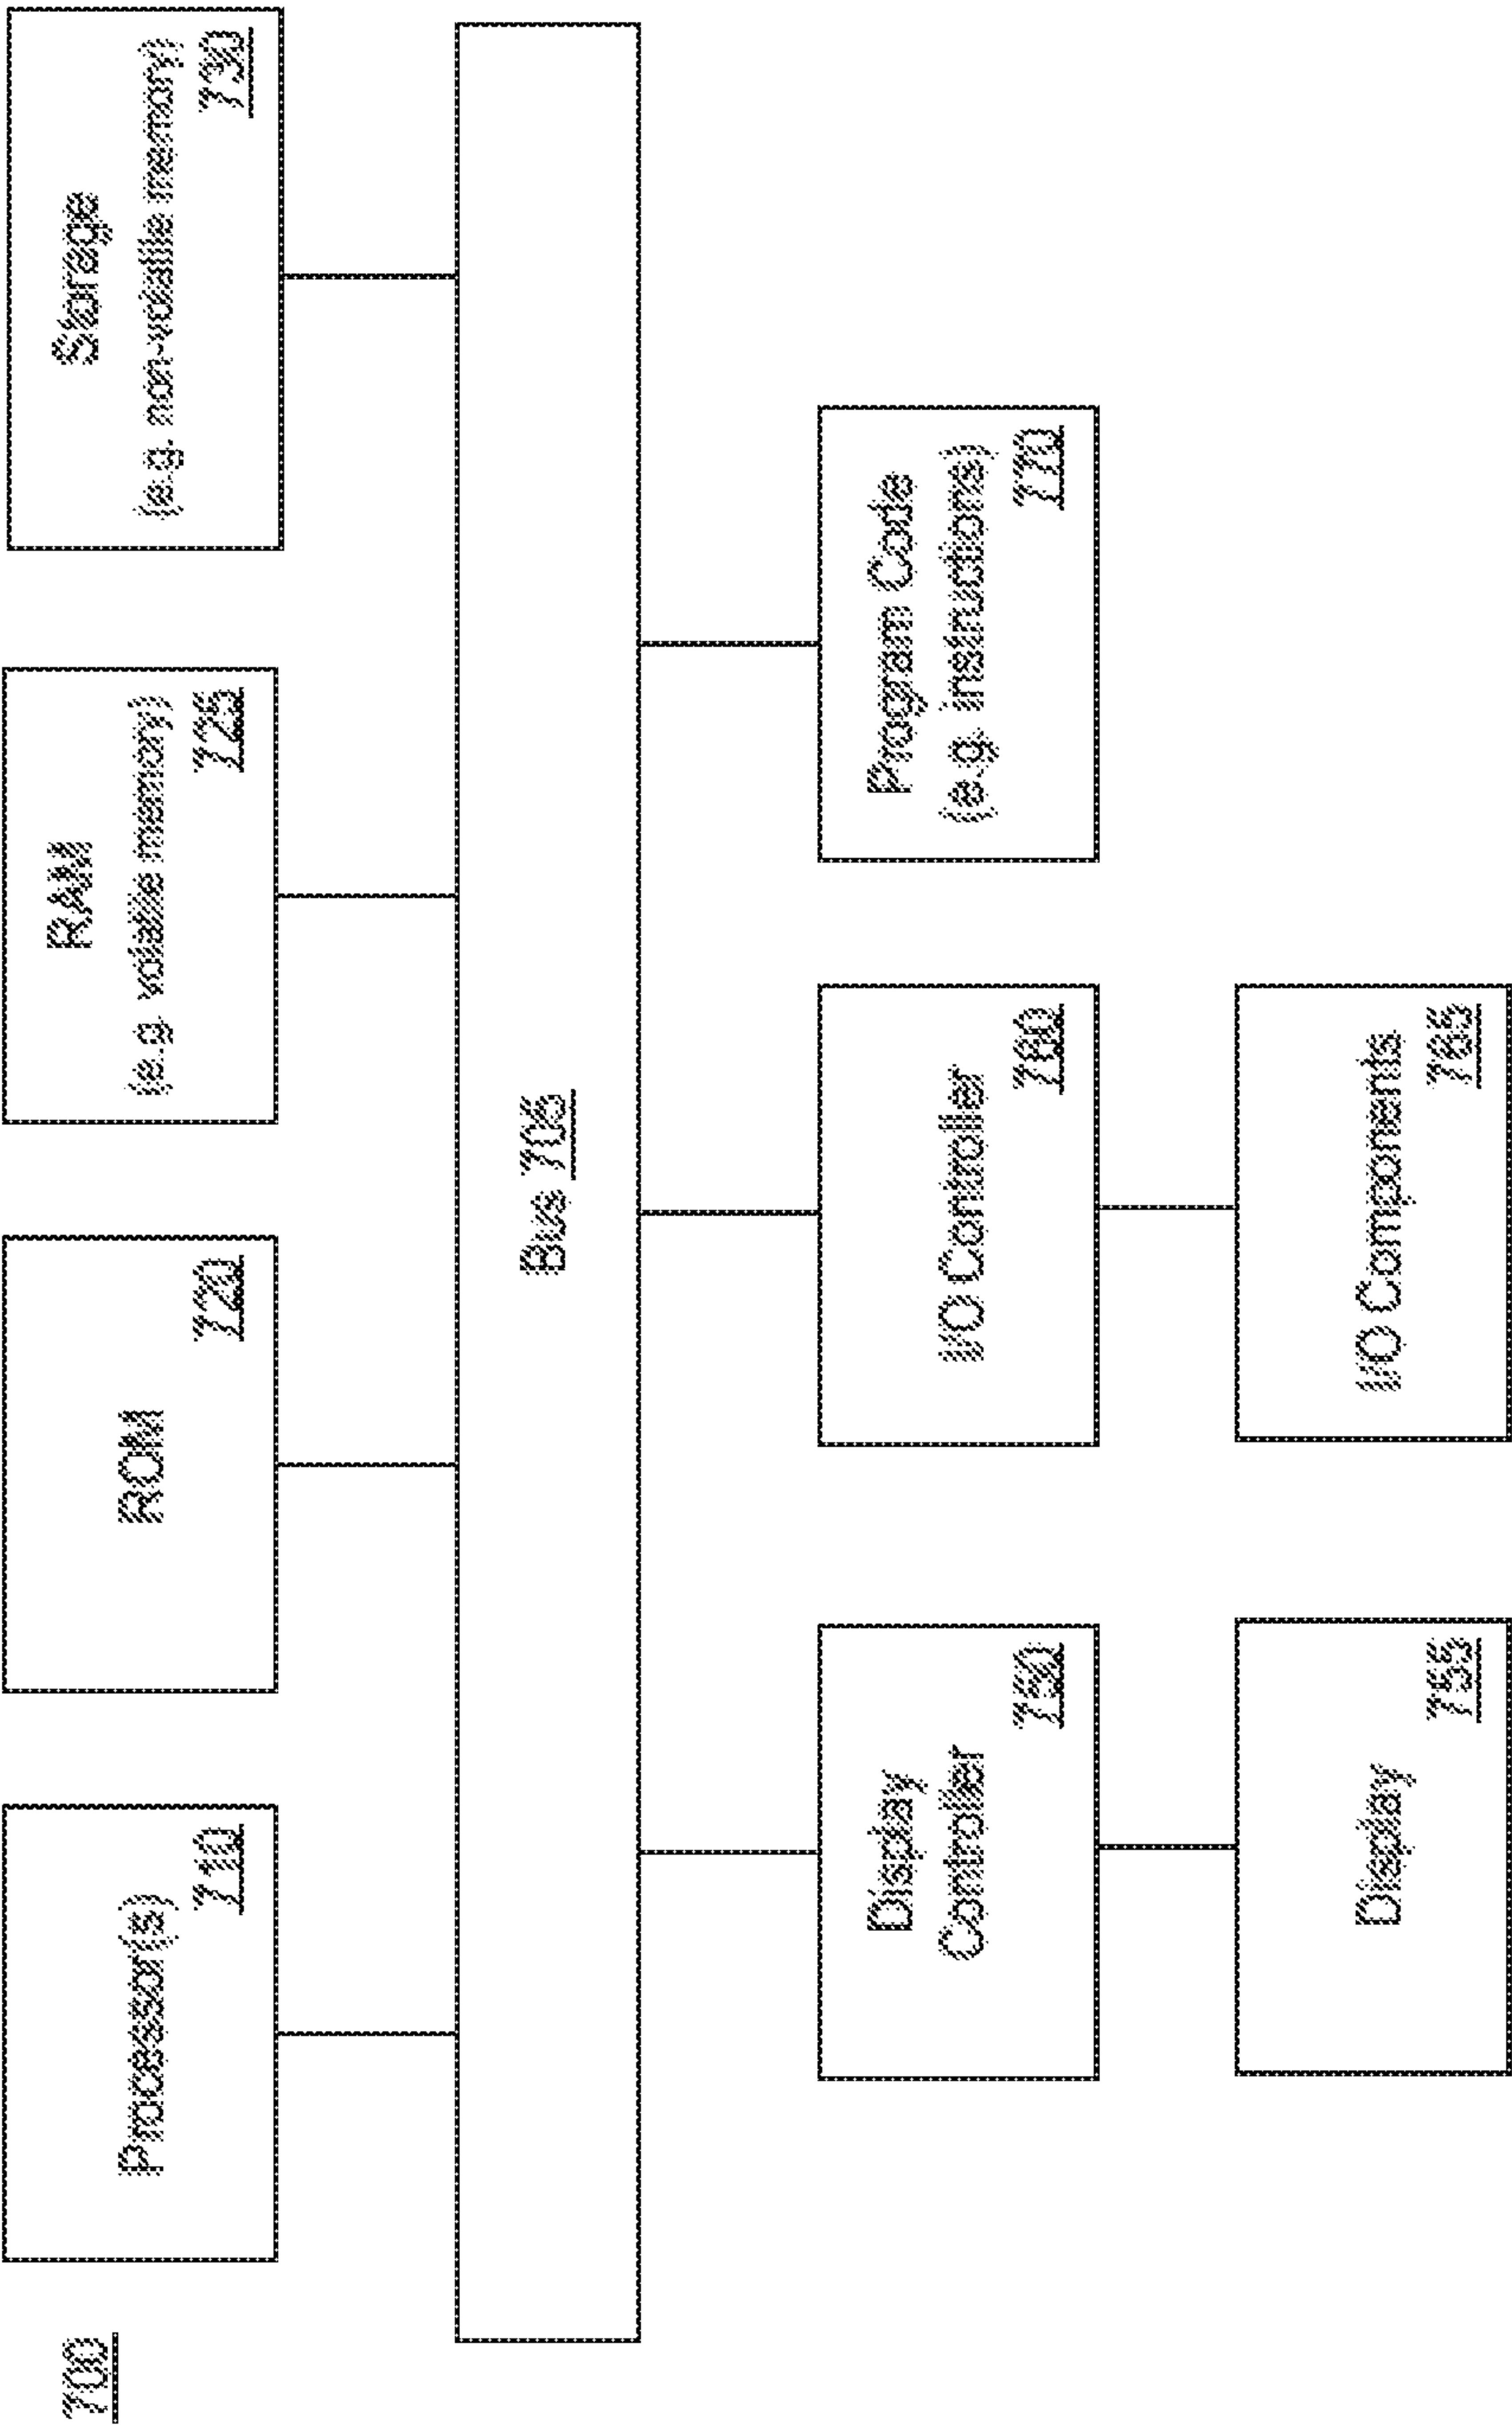 700
Processor(s)
710
ROM
720
RAM
(e.g. volatile memory)
725
Storage
(e.g. non-volatile memory)
730
Bus 705
Display
Controller
750
I/O Controller
760
Program Code
(e.g. instructions)
770
Display
755
I/O Components
765